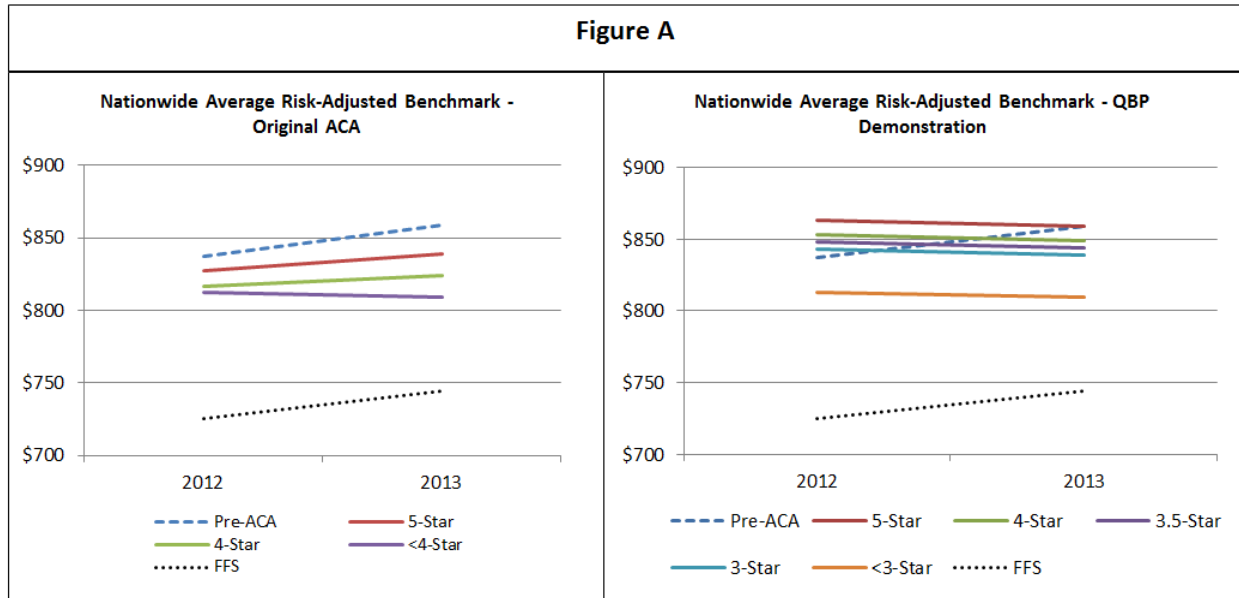 Figure A
Nationwide Average Risk-Adjusted Benchmark -
Original ACA
$900
$850
$800
$750
$700
2012 2013
Pre-ACA 5-Star
4-Star <4-Star
FFS
Nationwide Average Risk-Adjusted Benchmark - QBP
Demonstration
$900
$850
$800
$750
$700
2012 2013
Pre-ACA 5-Star 4-Star 3.5-Star
3-Star <3-Star FFS